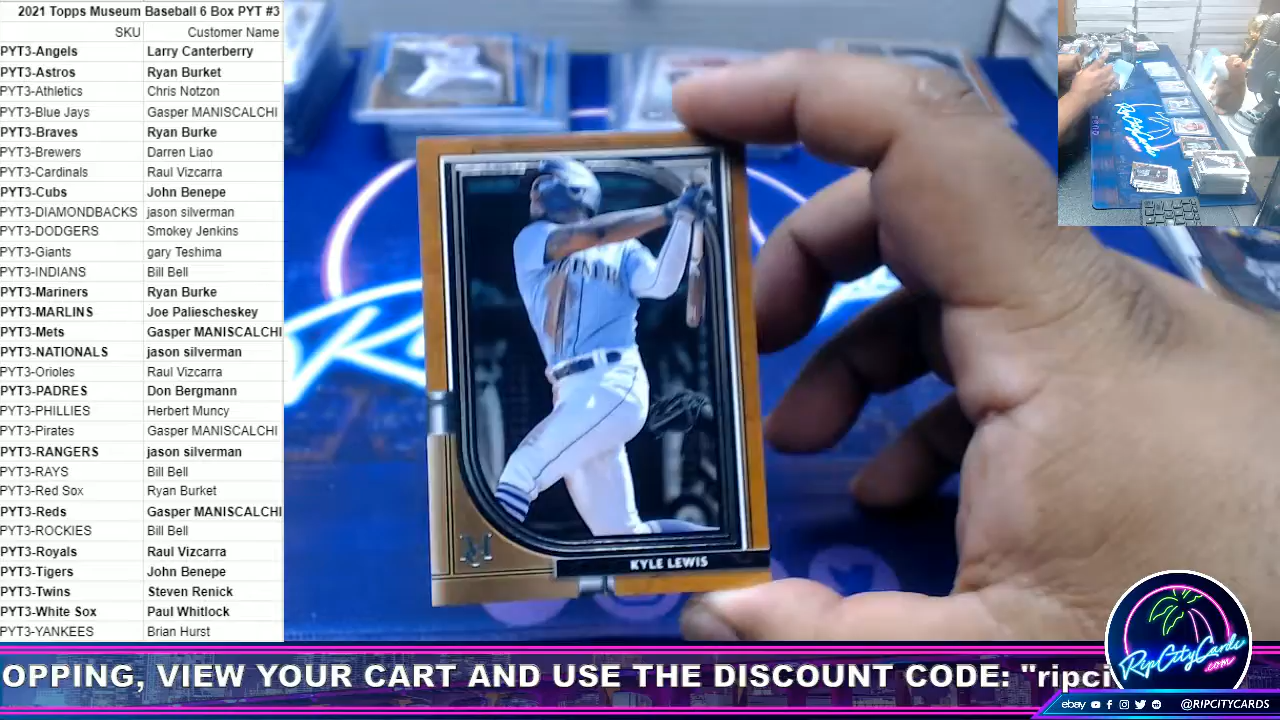 2021 Topps Museum Baseball 6 Box PYT #3
SKU Customer Name
PYT3-Angels Larry Canterberry
PYT3-Astros Ryan Burket
PYT3-Athletics Chris Notzon
PYT3-Blue Jays Gasper MANISCALCHI
PYT3-Braves Ryan Burke
PYT3-Brewers Darren Liao
PYT3-Cardinals Raul Vizcarra
PYT3-Cubs John Benepe
PYT3-DIAMONDBACKS jason silverman
PYT3-DODGERS Smokey Jenkins
PYT3-Giants gary Teshima
PYT3-INDIANS Bill Bell
PYT3-Mariners Ryan Burke
PYT3-MARLINS Joe Paliescheskey
PYT3-Mets Gasper MANISCALCHI
PYT3-NATIONALS jason silverman
PYT3-Orioles Raul Vizcarra
PYT3-PADRES Don Bergmann
PYT3-PHILLIES Herbert Muncy
PYT3-Pirates Gasper MANISCALCHI
PYT3-RANGERS jason silverman
PYT3-RAYS Bill Bell
PYT3-Red Sox Ryan Burket
PYT3-Reds Gasper MANISCALCHI
PYT3-ROCKIES Bill Bell
PYT3-Royals Raul Vizcarra
PYT3-Tigers John Benepe
PYT3-Twins Steven Renick
PYT3-White Sox Paul Whitlock
PYT3-YANKEES Brian Hurst
KYLE LEWIS
OPPING, VIEW YOUR CART AND USE THE DISCOUNT CODE: "ripci
RipCityCards
.com
ebay @RIPCITYCARDS